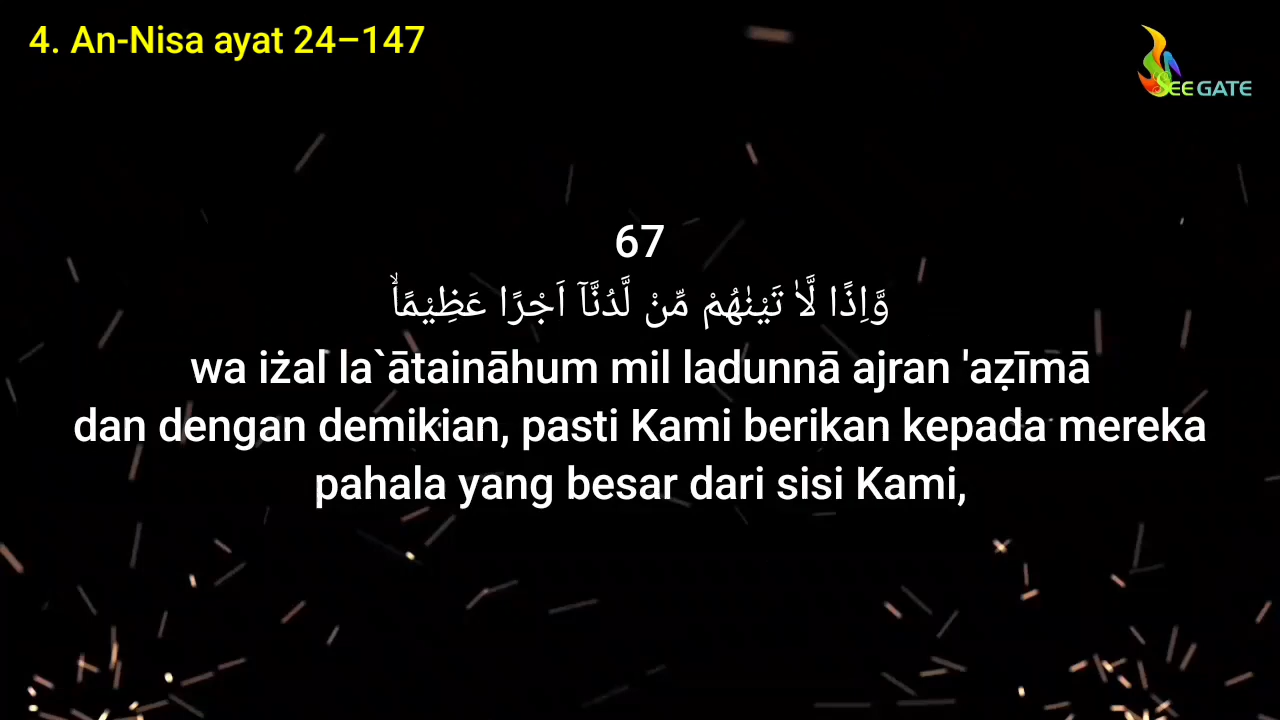 4. An-Nisa ayat 24–147
SEE GATE
67
وَّاِذًا لَّاٰ تَيْنٰهُمْ مِّنْ لَّدُنَّآ اَجْرًا عَظِيْمًاۙ
wa iżal la`ātaināhum mil ladunnā ajran 'aẓīmā
dan dengan demikian, pasti Kami berikan kepada mereka
pahala yang besar dari sisi Kami,